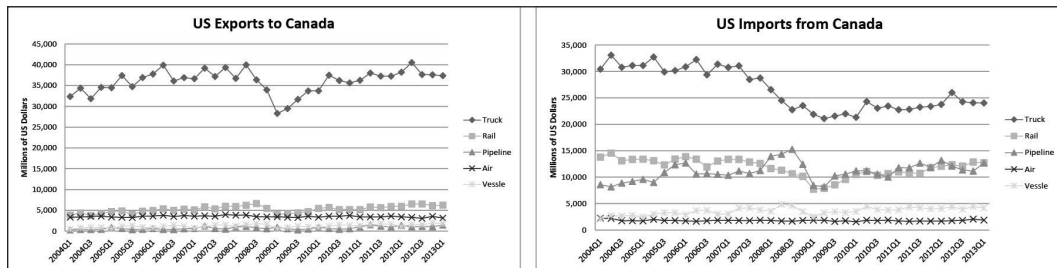 US Exports to Canada
Millions of US Dollars
45,000
40,000
35,000
30,000
25,000
20,000
15,000
10,000
5,000
0
2004Q1
2004Q3
2005Q1
2005Q3
2006Q1
2006Q3
2007Q1
2007Q3
2008Q1
2008Q3
2009Q1
2009Q3
2010Q1
2010Q3
2011Q1
2011Q3
2012Q1
2012Q3
2013Q1
Truck
Rail
Pipeline
Air
Vessle
US Imports from Canada
Millions of US Dollars
35,000
30,000
25,000
20,000
15,000
10,000
5,000
0
2004Q1
2004Q3
2005Q1
2005Q3
2006Q1
2006Q3
2007Q1
2007Q3
2008Q1
2008Q3
2009Q1
2009Q3
2010Q1
2010Q3
2011Q1
2011Q3
2012Q1
2012Q3
2013Q1
Truck
Rail
Pipeline
Air
Vessle